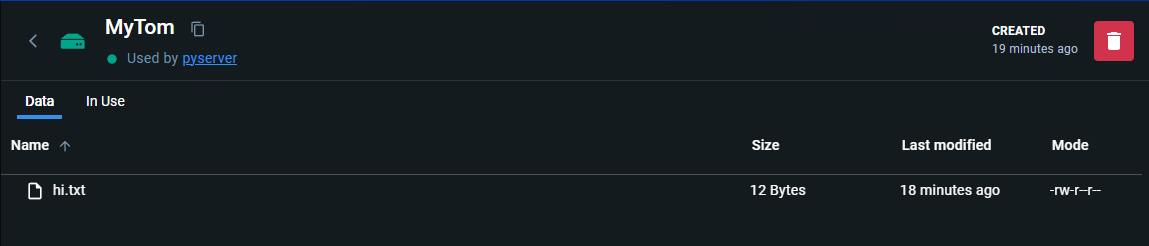 MyTom
CREATED
19 minutes ago
Used by pyserver
Data In Use
Name Size Last modified Mode
hi.txt 12 Bytes 18 minutes ago -rw-r--r--